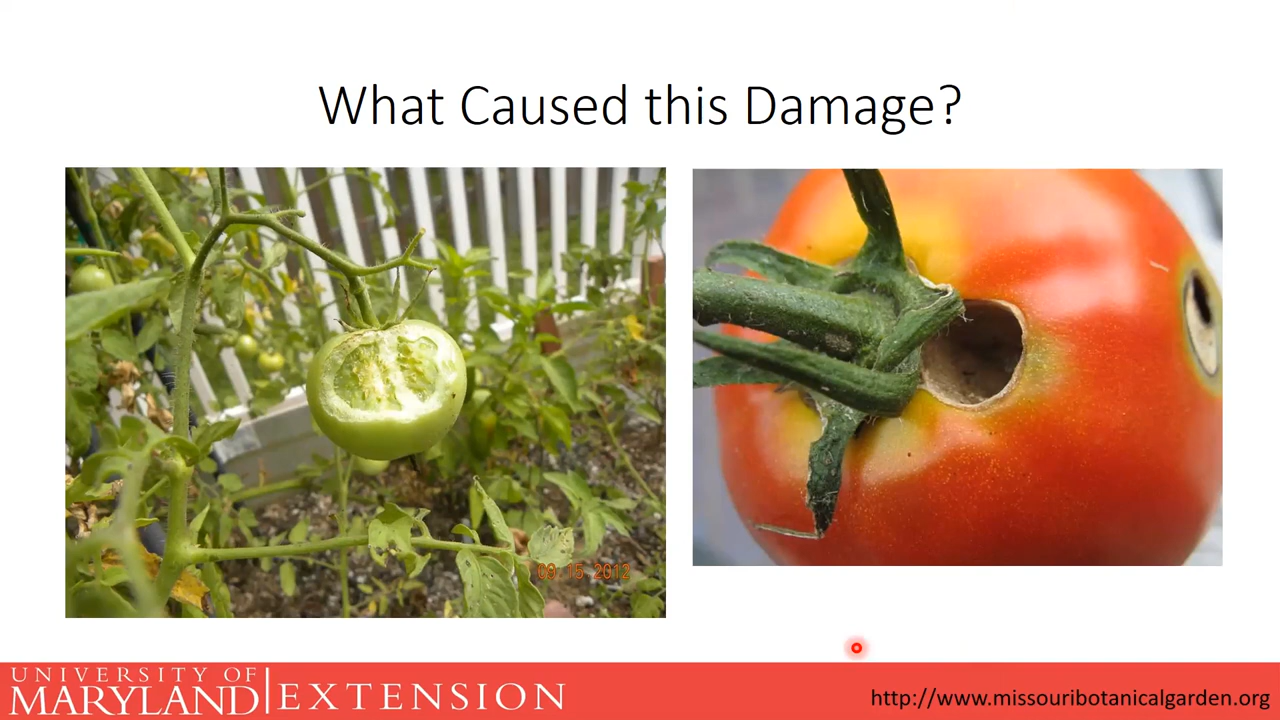 What Caused this Damage?
09 15 2012
UNIVERSITY OF
MARYLAND
EXTENSION
http://www.missouribotanicalgarden.org